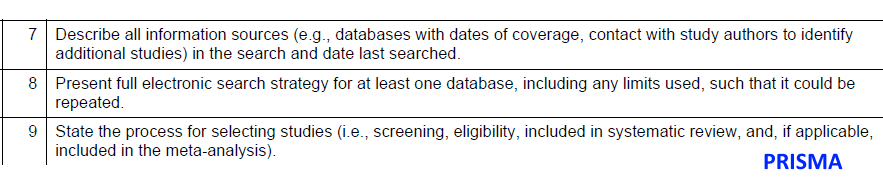 7 Describe all information sources (e.g., databases with dates of coverage, contact with study authors to identify
additional studies) in the search and date last searched.
8 Present full electronic search strategy for at least one database, including any limits used, such that it could be
repeated.
9 State the process for selecting studies (i.e., screening, eligibility, included in systematic review, and, if applicable,
included in the meta-analysis).
PRISMA